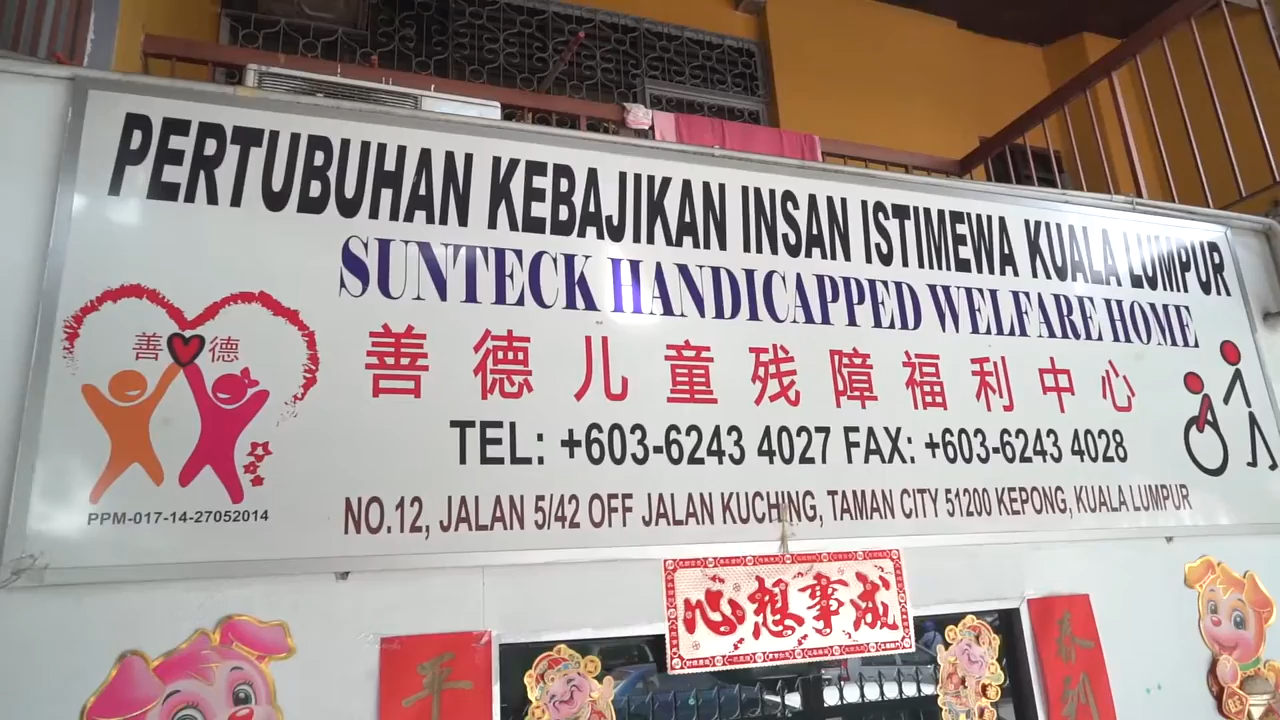 PERTUBUHAN KEBAJIKAN INSAN ISTIMEWA KUALA LUMPUR
SUNTECK HANDICAPPED WELFARE HOME
善 德
善德儿童残障福利中心
TEL: +603-6243 4027 FAX: +603-6243 4028
PPM-017-14-27052014
NO.12, JALAN 5/42 OFF JALAN KUCHING, TAMAN CITY 51200 KEPONG, KUALA LUMPUR
心想事成
平
利